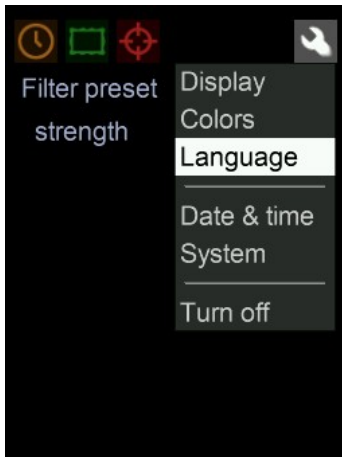 Filter preset
strength
Display
Colors
Language
Date & time
System
Turn off